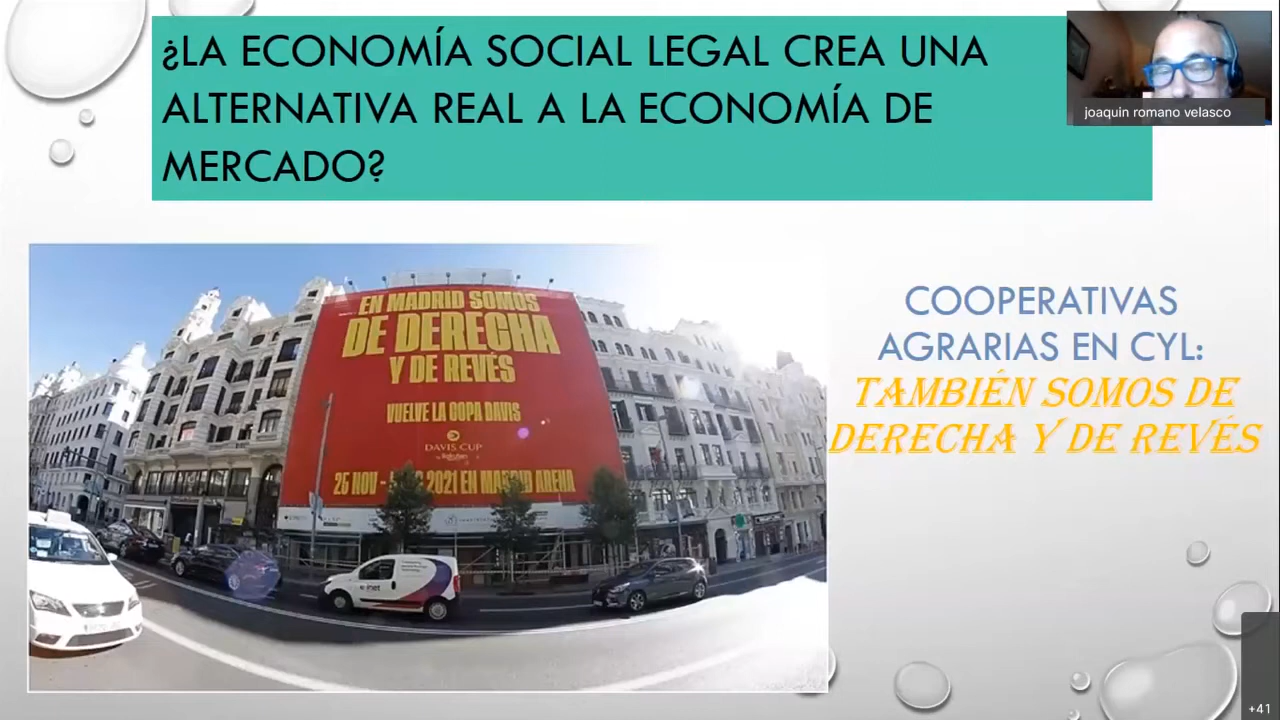 ¿LA ECONOMÍA SOCIAL LEGAL CREA UNA
ALTERNATIVA REAL A LA ECONOMÍA DE
MERCADO?
joaquin romano velasco
EN MADRID SOMOS
DE DERECHA
Y DE REVÉS
VUELVE LA COPA DAVIS
DAVIS CUP
25 NOV - 2021 EN MADRID ARENA
COOPERATIVAS
AGRARIAS EN CYL:
TAMBIÉN SOMOS DE
DERECHA Y DE REVÉS
+41